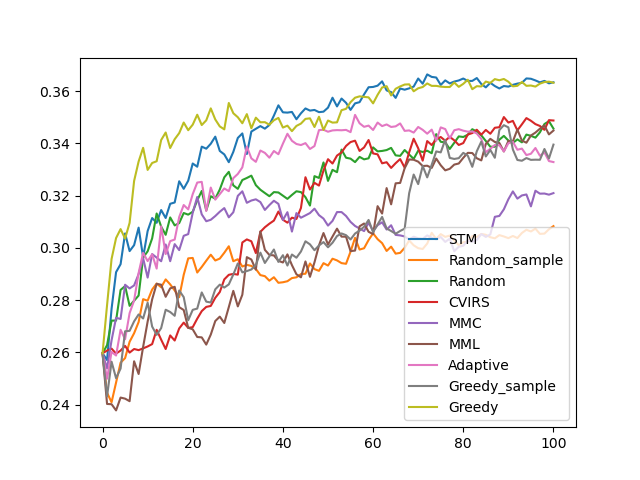 0.36
0.34
0.32
0.30
0.28
0.26
0.24
0 20 40 60 80 100
STM
Random_sample
Random
CVIRS
MMC
MML
Adaptive
Greedy_sample
Greedy